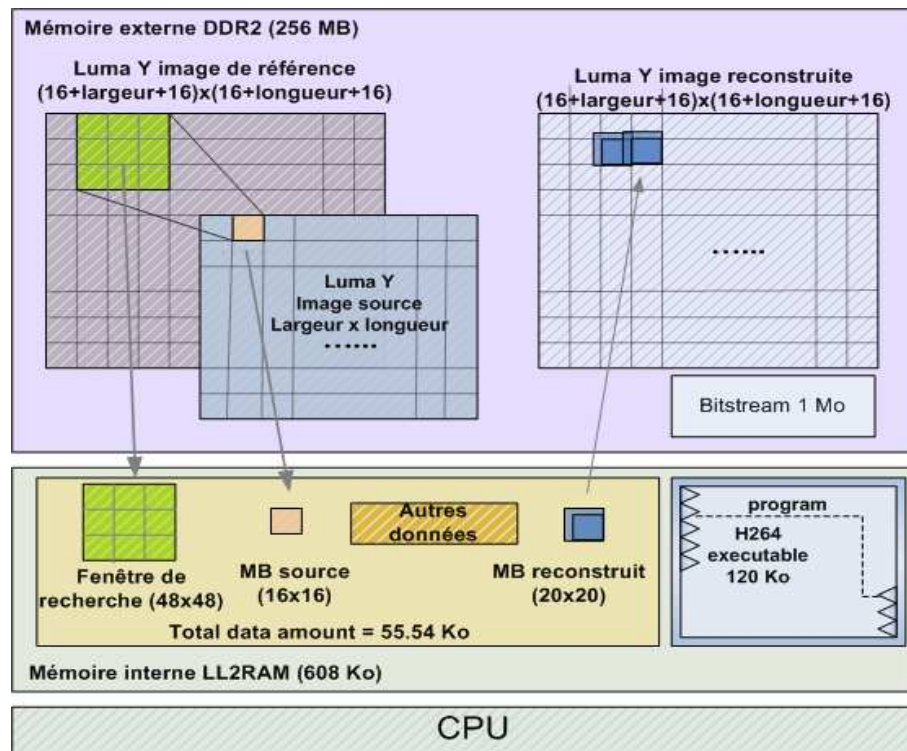 Mémoire externe DDR2 (256 MB)
Luma Y image de référence
(16+largeur+16)x(16+longueur+16)
Luma Y image reconstruite
(16+largeur+16)x(16+longueur+16)
......
Luma Y
Image source
Largeur x longueur
......
Bitstream 1 Mo
Fenêtre de
recherche (48x48)
MB source
(16x16)
Autres
données
MB reconstruit
(20x20)
Total data amount = 55.54 Ko
program
H264
executable
120 Ko
Mémoire interne LL2RAM (608 Ko)
CPU